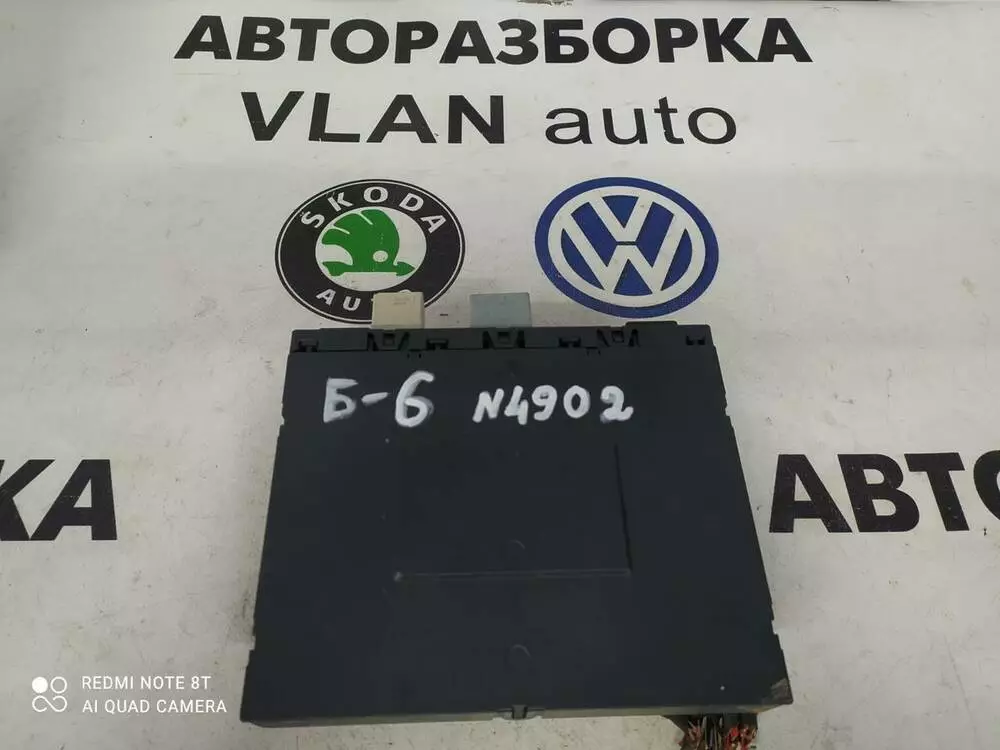 АВТОРАЗБОРКА
VLAN auto
ŠKODA
AUTO
Б-6 N4902
КА
АВТО
REDMI NOTE 8T
AI QUAD CAMERA